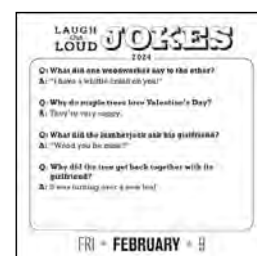 LAUGH
OUT
LOUD
JOKES
2024
Q: What did one woodworker say to the other?
A: "I have a whittle crush on you!"
Q: Why do maple trees love Valentine's Day?
A: They're very sappy.
Q: What did the lumberjack ask his girlfriend?
A: "Wood you be mine?"
Q: Why did the tree get back together with its
girlfriend?
A: It was turning over a new leaf
FRI • FEBRUARY • 9